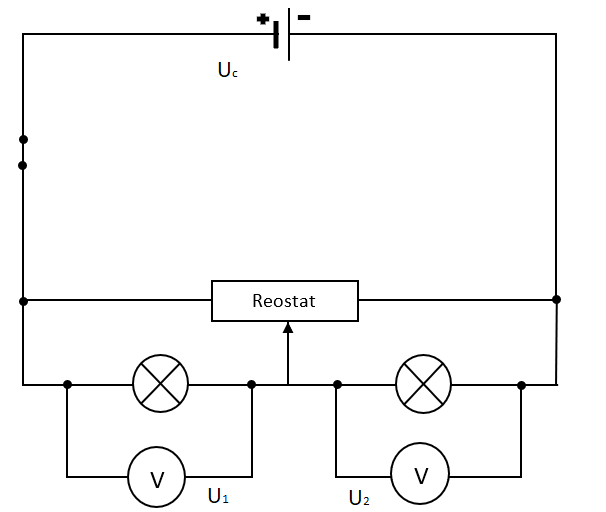 + -
Uc
Reostat
V
V
U1
U2